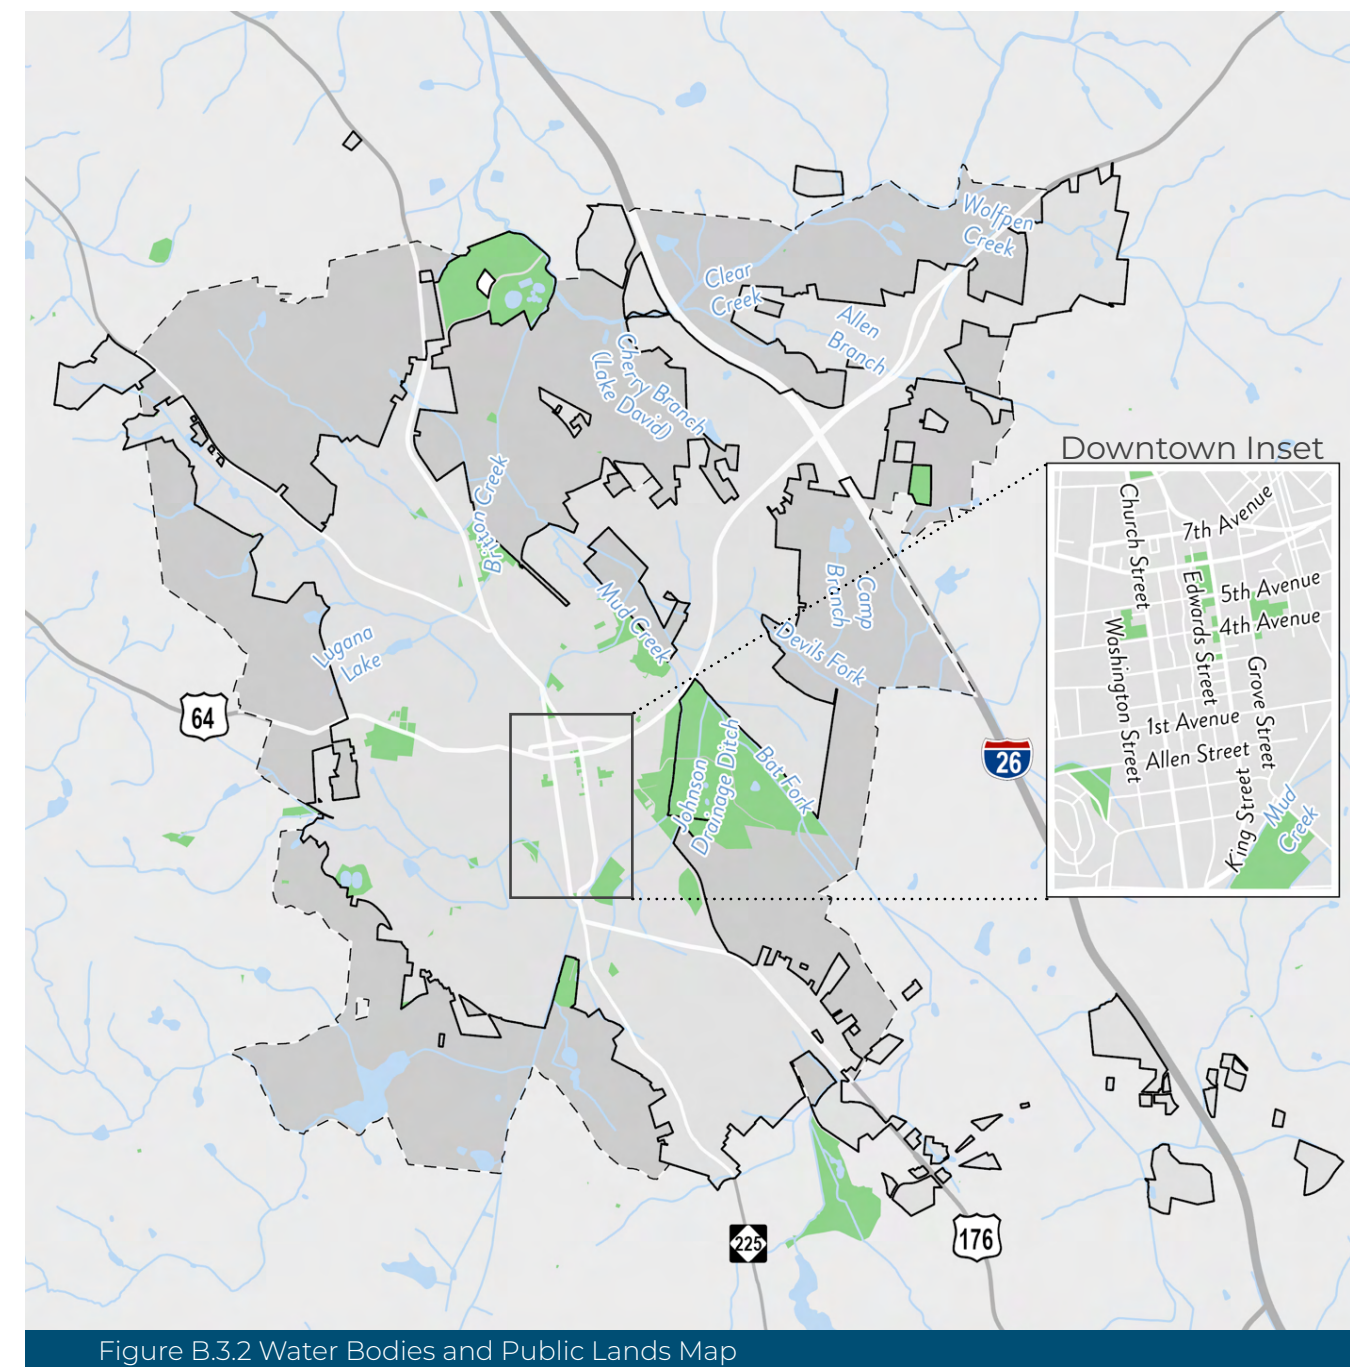 Wolfpen
Creek
Clear
Creek
Allen
Branch
Cherry Branch
(Lake David)
Downtown Inset
Britton Creek
Church Street
7th Avenue
Edwards Street
5th Avenue
4th Avenue
Washington Street
Grove Street
1st Avenue
Allen Street
King Street
Mud
Creek
Mud Creek
Camp
Branch
Devils Fork
Lugana
Lake
64
26
Johnson
Drainage Ditch
Bat Fork
225
176
Figure B.3.2 Water Bodies and Public Lands Map